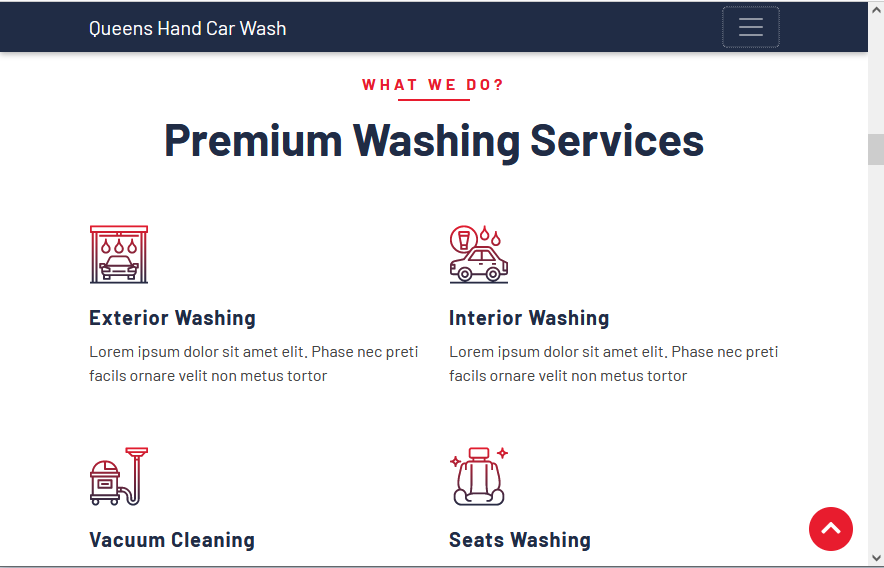 Queens Hand Car Wash
WHAT WE DO?
Premium Washing Services
Exterior Washing
Lorem ipsum dolor sit amet elit. Phase nec preti
facils ornare velit non metus tortor
Interior Washing
Lorem ipsum dolor sit amet elit. Phase nec preti
facils ornare velit non metus tortor
Vacuum Cleaning
Seats Washing